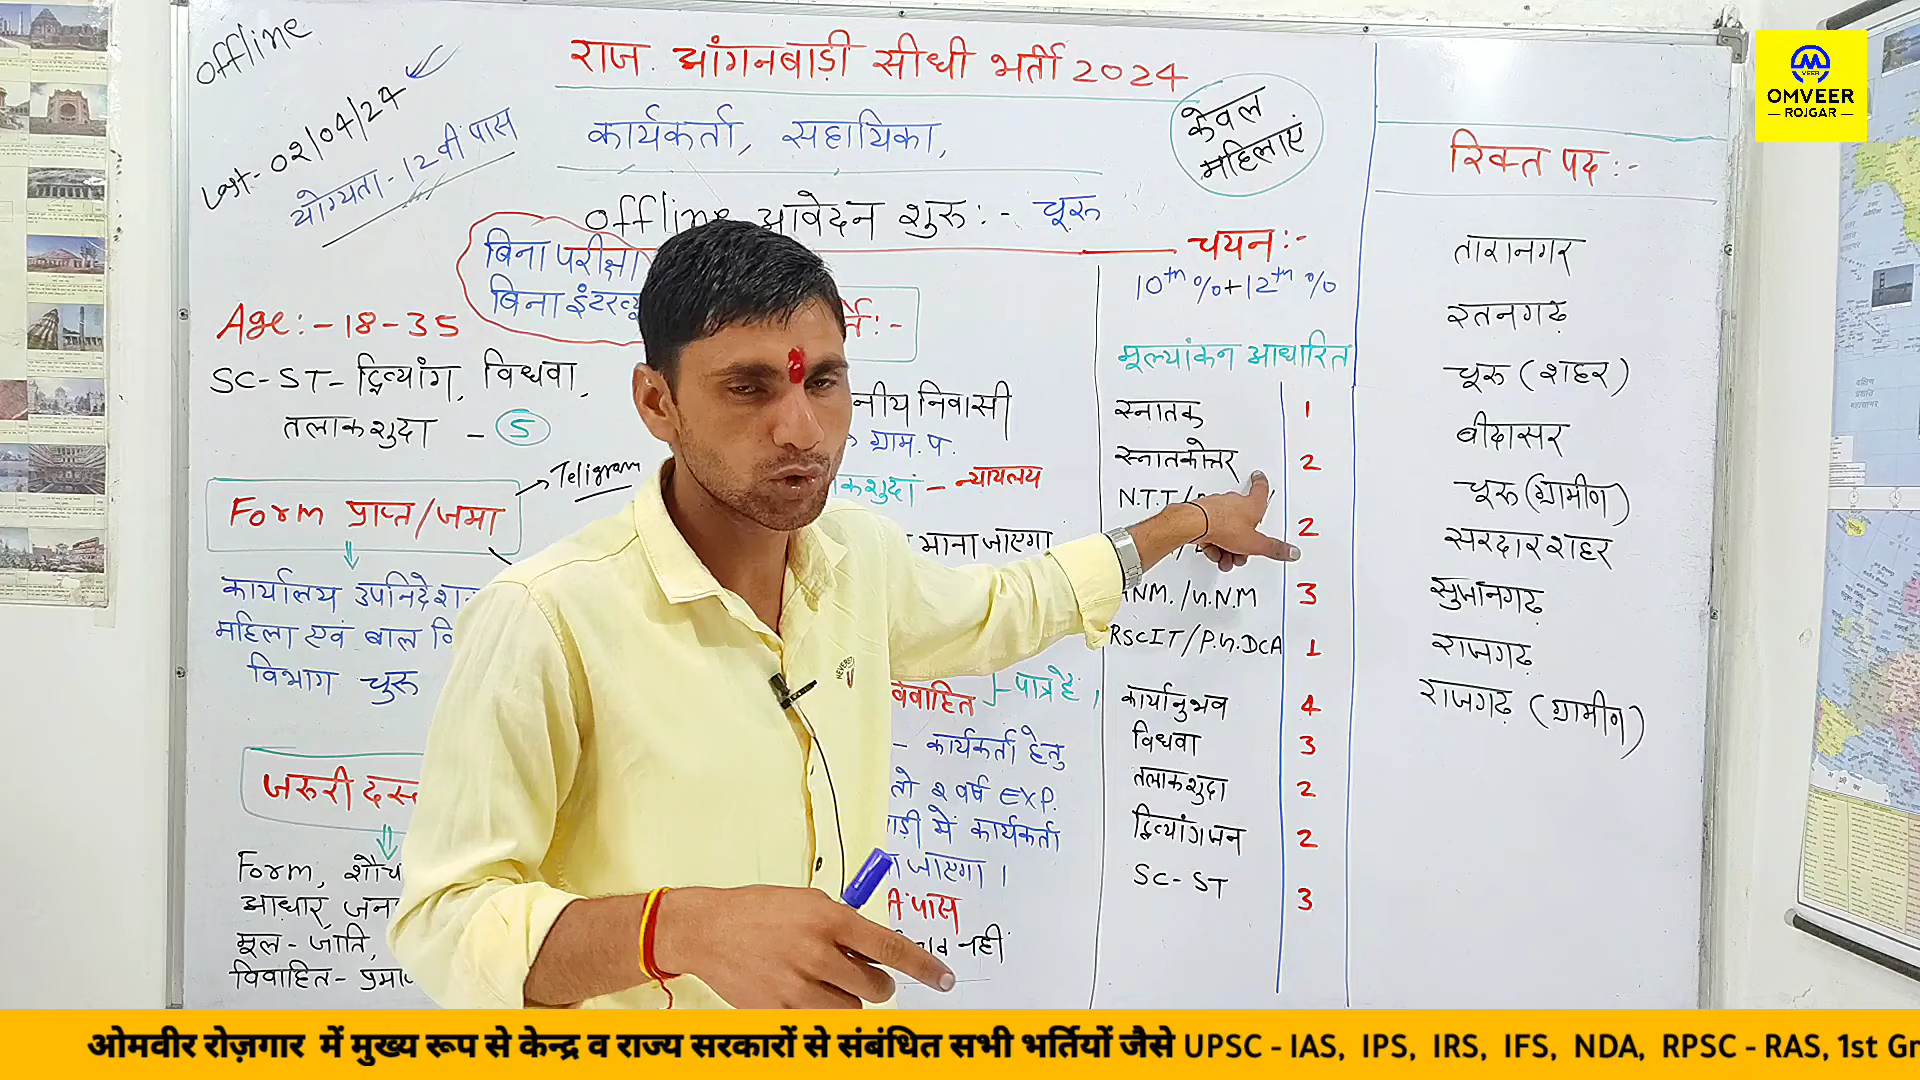 offline
Last - 02/04/24
योग्यता - 12वी पास
राज. आंगनबाड़ी सीधी भर्ती 2024
कार्यकर्ता, सहायिका,
केवल
महिलाएं
offline आवेदन शुरु :- चूरू
बिना परीक्षा
बिना इंटरव्यू
Age :- 18-35
SC-ST- दिव्यांग, विधवा,
तलाकशुदा - 5
Form प्राप्त/जमा
Teligram
कार्यालय उपनिदेशक
महिला एवं बाल वि
विभाग चुरू
जरुरी दस्त
Form, शौच
आधार, जन
मूल - जाति,
विवाहित - प्रमाण
र्ते :-
नीय निवासी
ग्राम. प.
कशुदा - न्यायलय
माना जाएगा
विवाहित - पात्र है ।
- कार्यकर्ता हेतु
तो 2 वर्ष EXP.
ाड़ी में कार्यकर्ता
जाएगा ।
A पास
नहीं
चयन :-
10th % + 12th %
मूल्यांकन आधारित
स्नातक 1
स्नातकोत्तर 2
N.T.T/ 2
NM. / G.N.M 3
RSCIT / P.G.DCA 1
कार्यानुभव 4
विधवा 3
तलाकशुदा 2
दिव्यांगजन 2
SC-ST 3
रिक्त पद :-
तारानगर
रतनगढ़
चूरू (शहर)
बीदासर
चूरू (ग्रामीण)
सरदारशहर
सुजानगढ़
राजगढ़
राजगढ़ (ग्रामीण)
VEER
OMVEER
ROJGAR
ओमवीर रोज़गार में मुख्य रूप से केन्द्र व राज्य सरकारों से संबंधित सभी भर्तियों जैसे UPSC - IAS, IPS, IRS, IFS, NDA, RPSC - RAS, 1st Gr